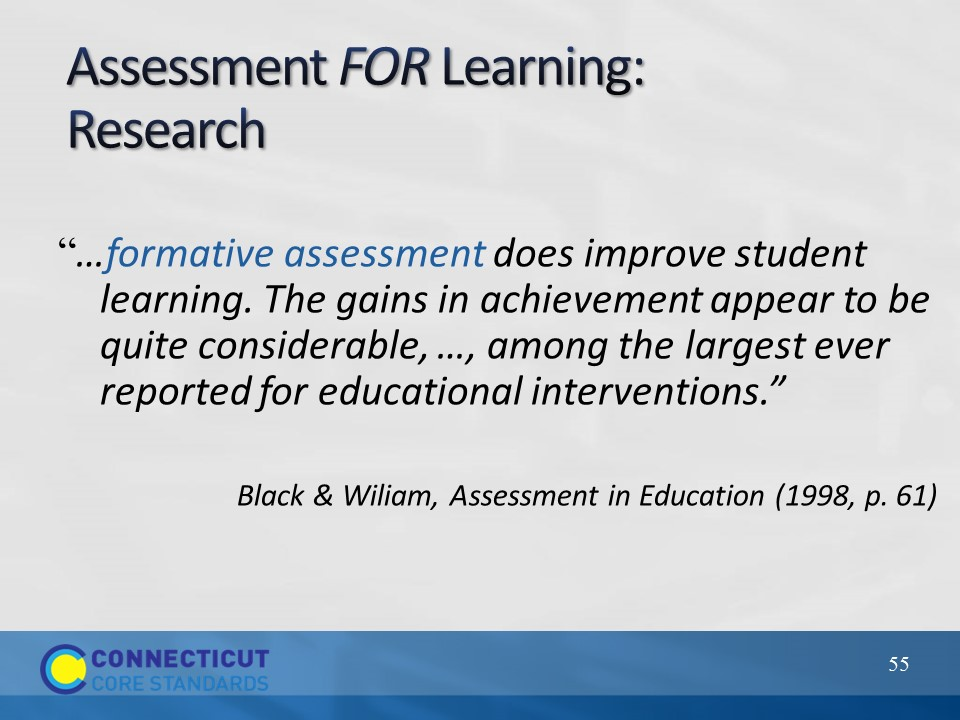 Assessment FOR Learning:
Research
“…formative assessment does improve student
learning. The gains in achievement appear to be
quite considerable, …, among the largest ever
reported for educational interventions.”
Black & Wiliam, Assessment in Education (1998, p. 61)
CONNECTICUT
CORE STANDARDS
55